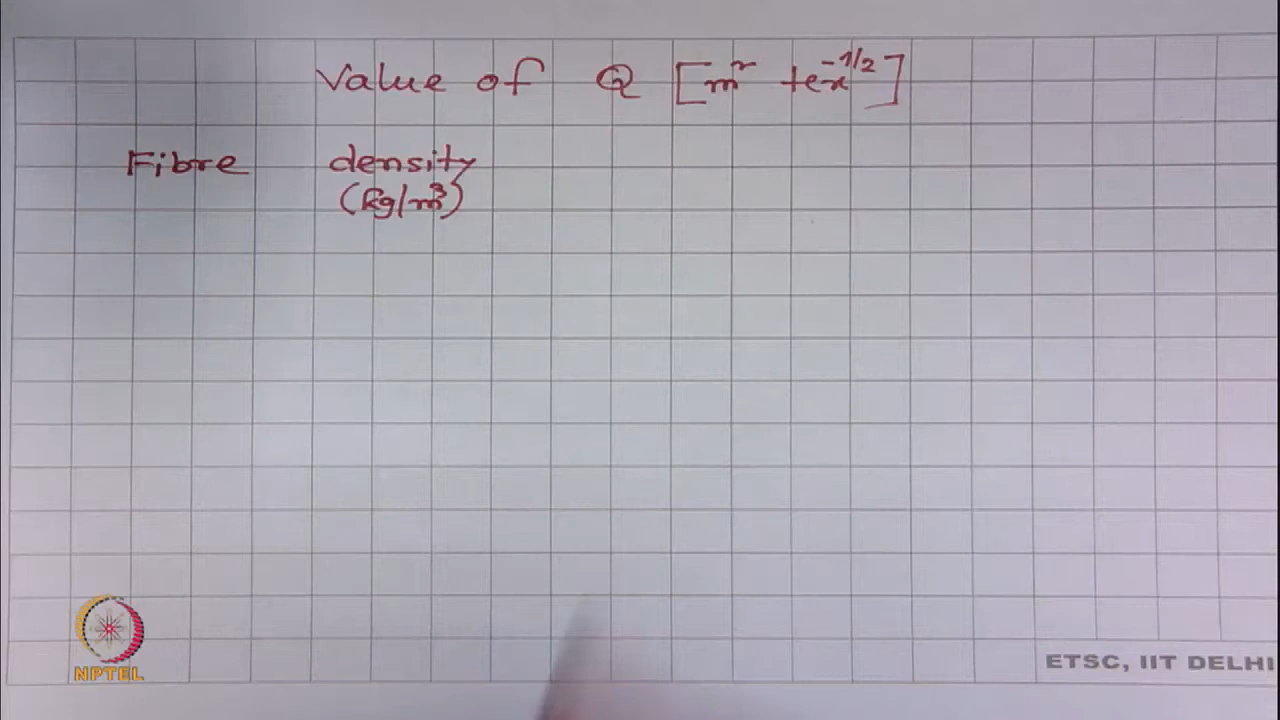 Value of Q [m² tex^-1/2]
Fibre density
(kg/m³)
NPTEL
ETSC, IIT DELHI